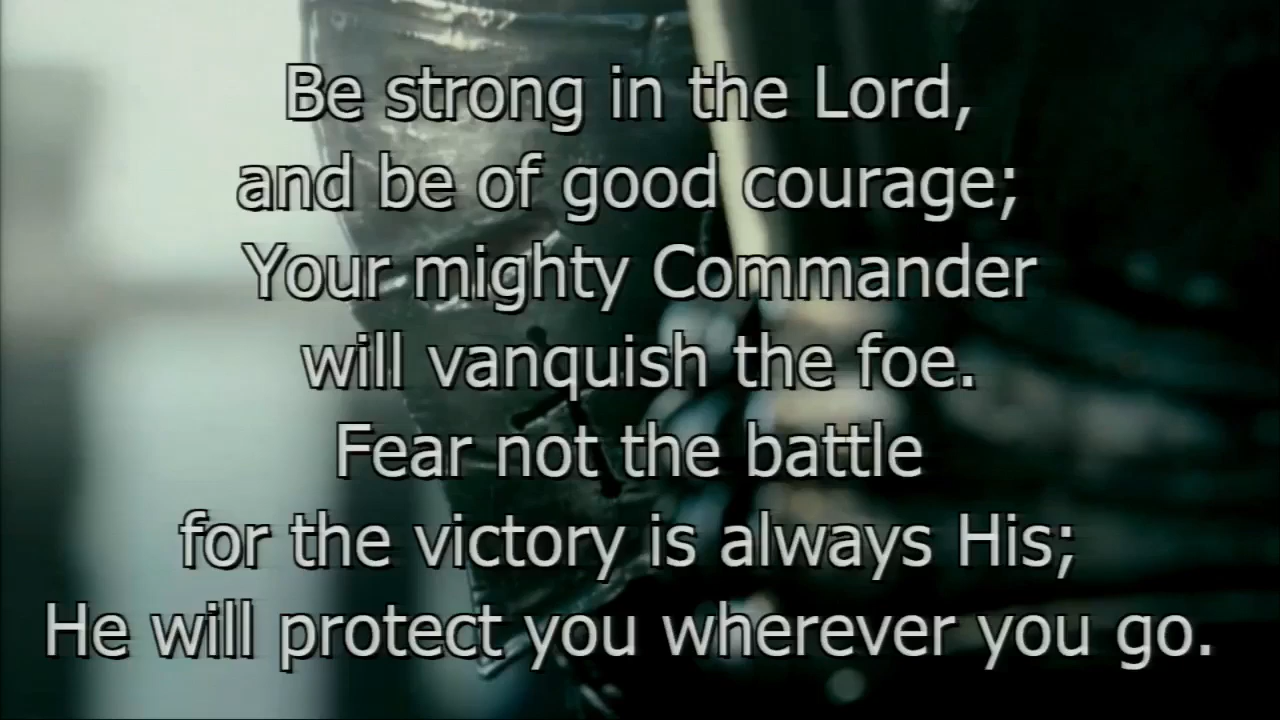 Be strong in the Lord,
and be of good courage;
Your mighty Commander
will vanquish the foe.
Fear not the battle
for the victory is always His;
He will protect you wherever you go.